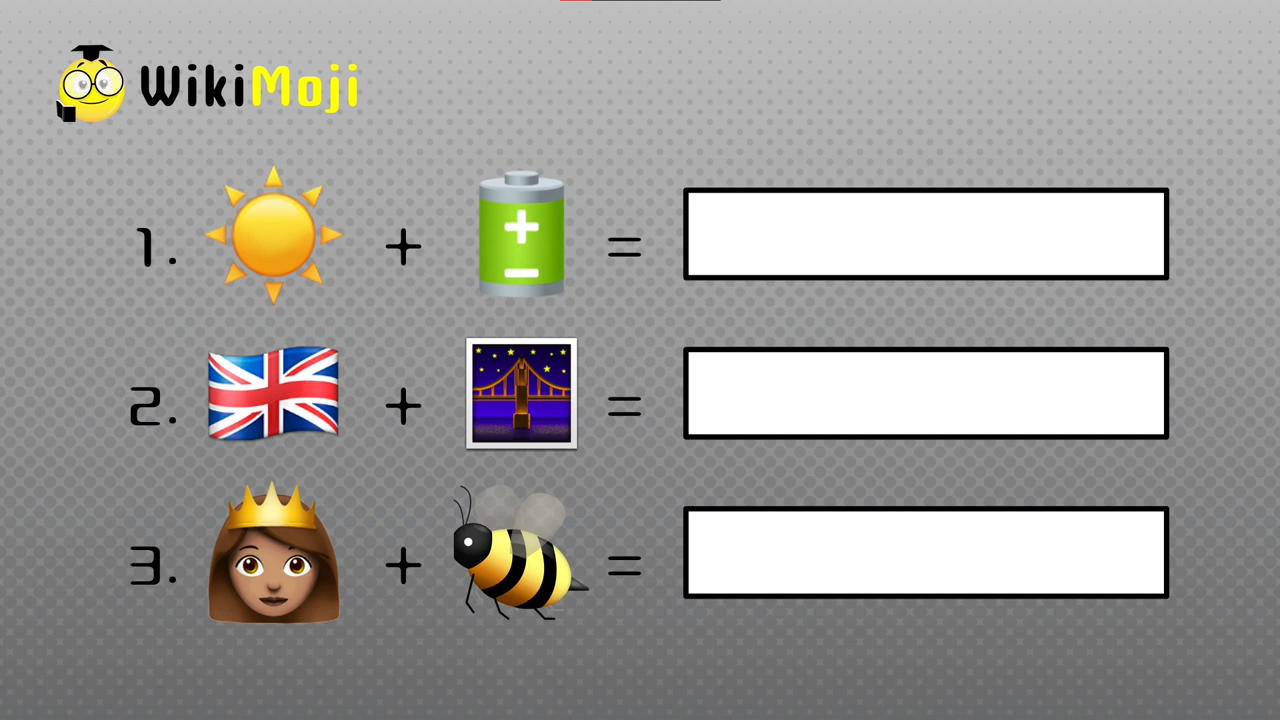 WikiMoji
1. + =
2. + =
3. + =